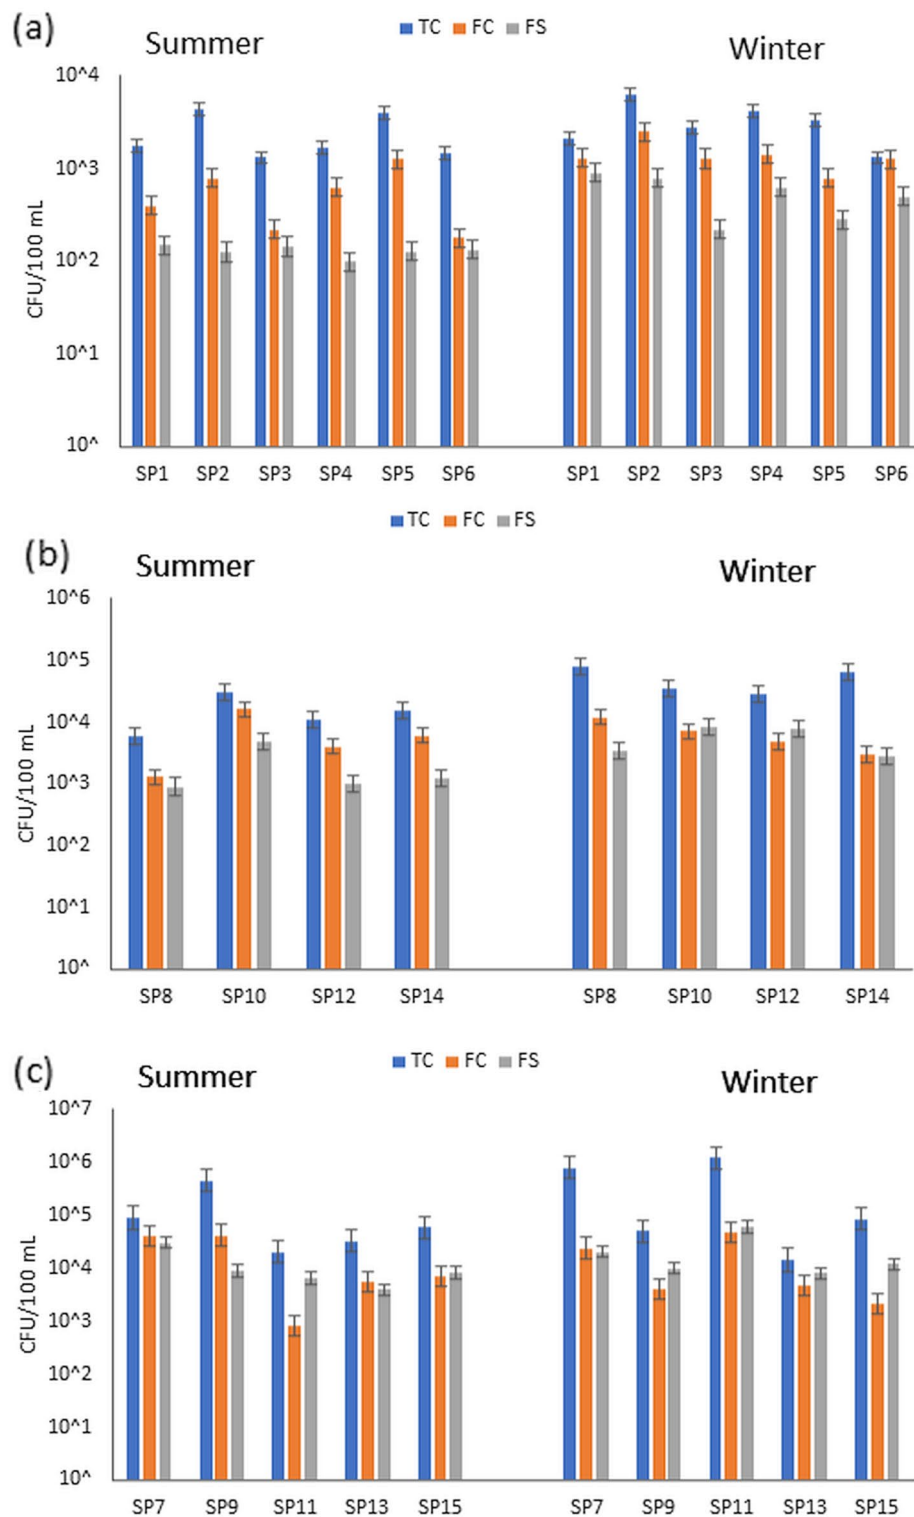 (a)
TC FC FS
Summer
Winter
10^4
10^3
10^2
10^1
10^
CFU/100 mL
SP1 SP2 SP3 SP4 SP5 SP6 SP1 SP2 SP3 SP4 SP5 SP6
TC FC FS
(b)
Summer
Winter
10^6
10^5
10^4
10^3
10^2
10^1
10^
CFU/100 mL
SP8 SP10 SP12 SP14 SP8 SP10 SP12 SP14
(c)
TC FC FS
Summer
Winter
10^7
10^6
10^5
10^4
10^3
10^2
10^1
10^
CFU/100 mL
SP7 SP9 SP11 SP13 SP15 SP7 SP9 SP11 SP13 SP15